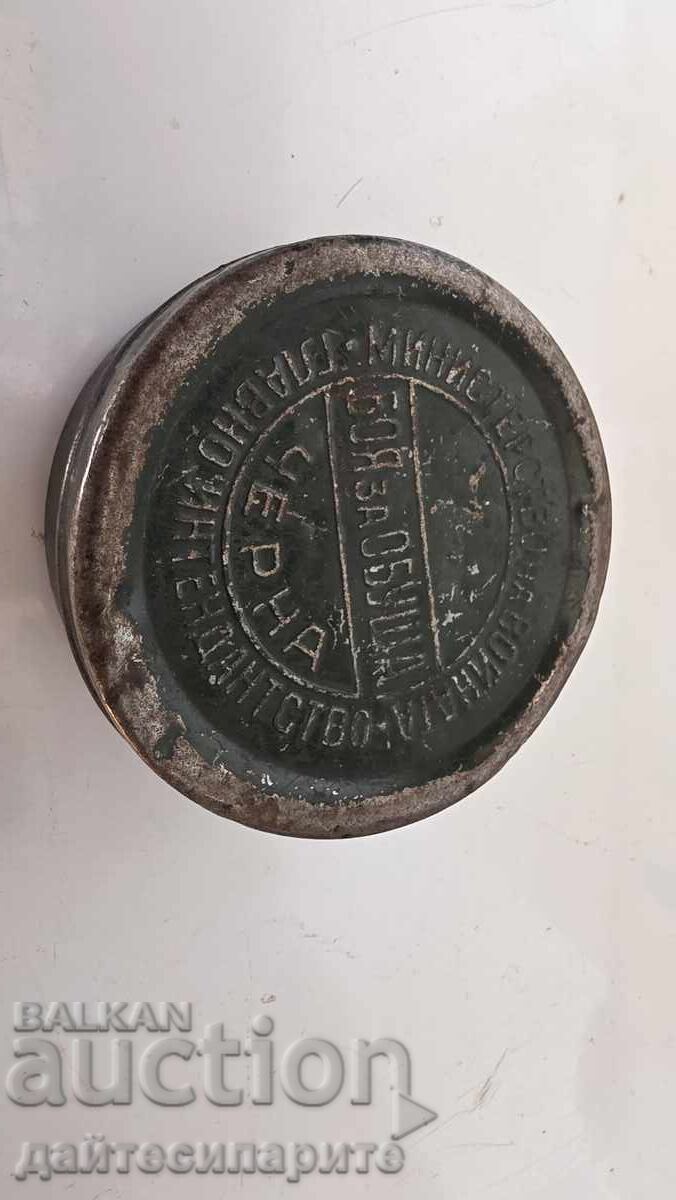 МИНИСТЕРСТВО НА ВОЙНАТА
ГЛАВНО ИНТЕНДАНТСТВО
БОЯ ЗА ОБУЩА
ЧЕРНА
BALKAN
auction
дайтесипарите